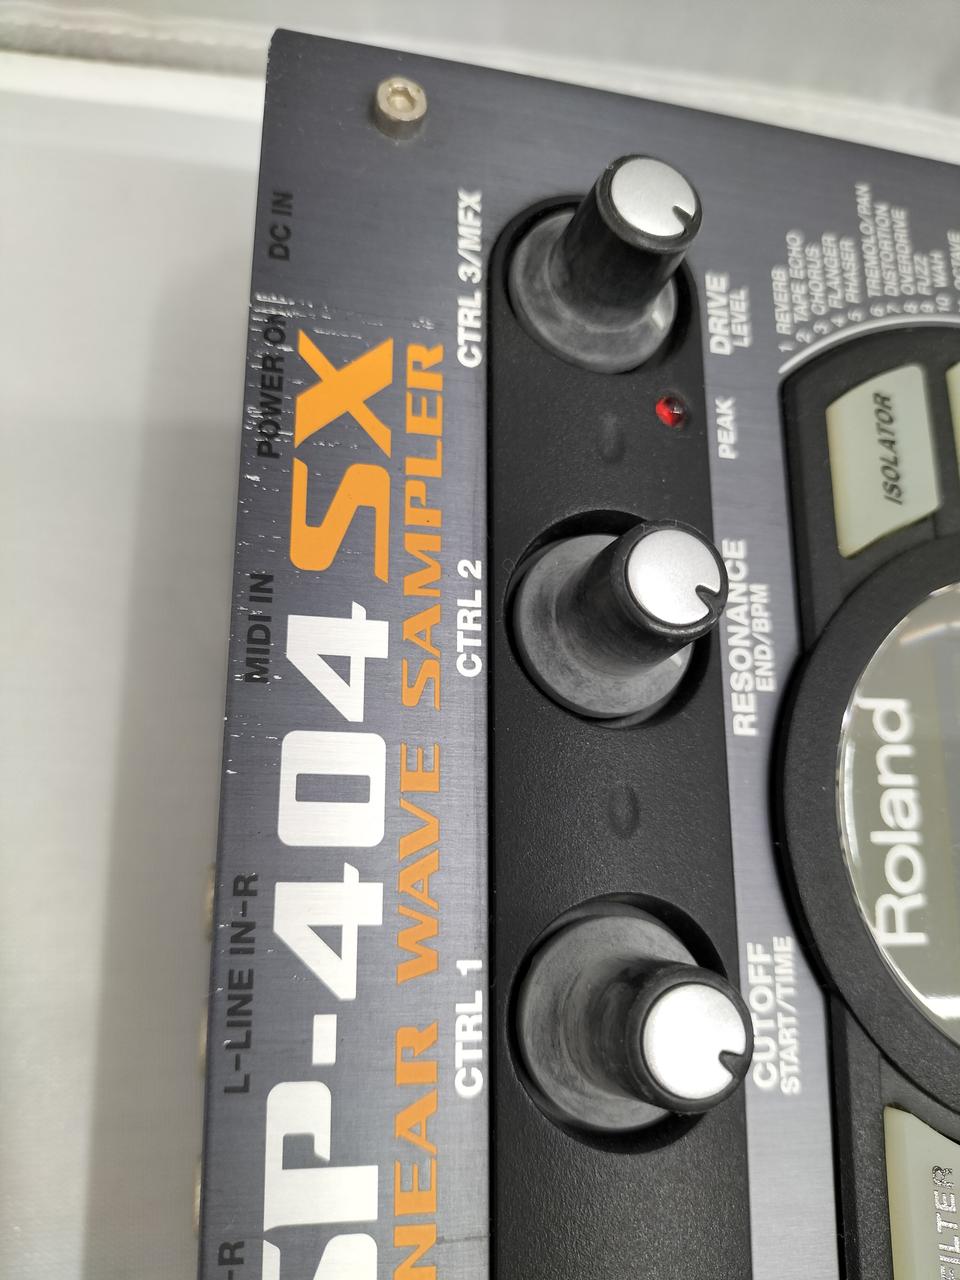 -R
L-LINE IN-R
MIDI IN
POWER ON
DC IN
SP-404SX
NEAR WAVE SAMPLER
CTRL 1
CTRL 2
CTRL 3/MFX
CUTOFF
START/TIME
RESONANCE
END/BPM
PEAK
DRIVE
LEVEL
1 REVERB
2 TAPE ECHO
3 CHORUS
4 FLANGER
5 PHASER
6 TREMOLO/PAN
7 DISTORTION
8 OVERDRIVE
9 FUZZ
10 WAH
OCTAVE
ISOLATOR
Roland
FILTER